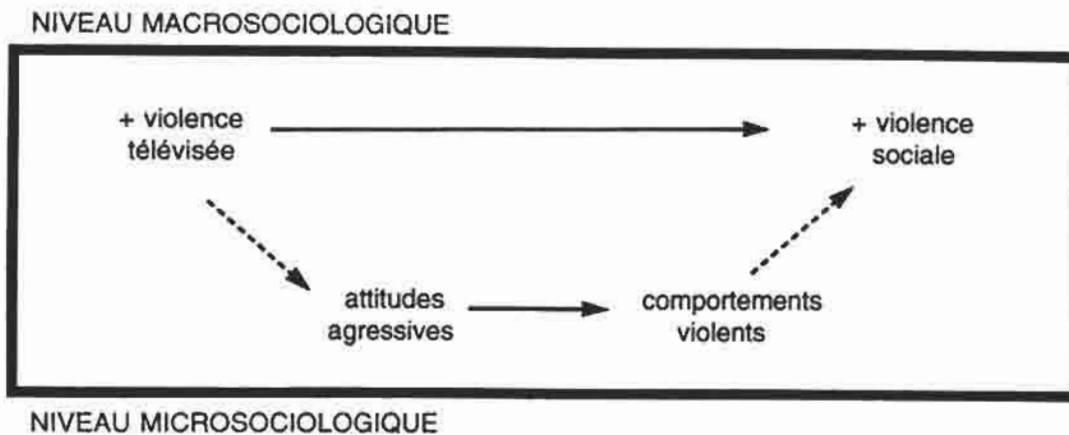 NIVEAU MACROSOCIOLOGIQUE
+ violence
télévisée
+ violence
sociale
attitudes
agressives
comportements
violents
NIVEAU MICROSOCIOLOGIQUE